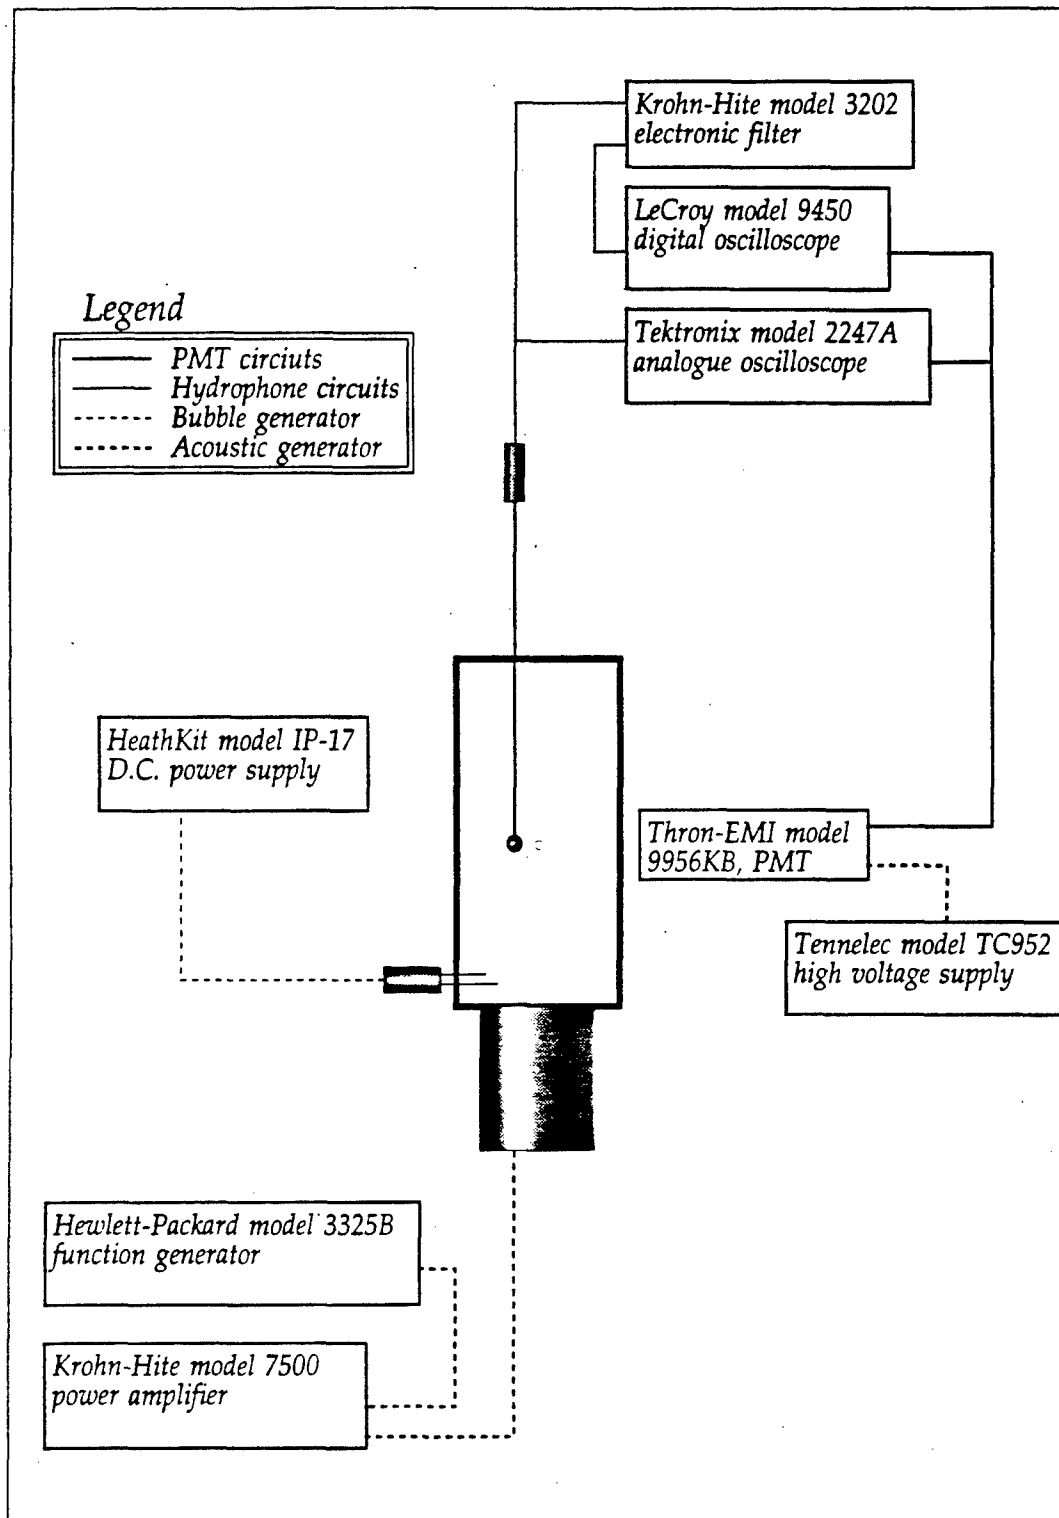 Krohn-Hite model 3202
electronic filter
LeCroy model 9450
digital oscilloscope
Tektronix model 2247A
analogue oscilloscope
Legend
PMT circiuts
Hydrophone circuits
Bubble generator
Acoustic generator
HeathKit model IP-17
D.C. power supply
Thron-EMI model
9956KB, PMT
Tennelec model TC952
high voltage supply
Hewlett-Packard model 3325B
function generator
Krohn-Hite model 7500
power amplifier